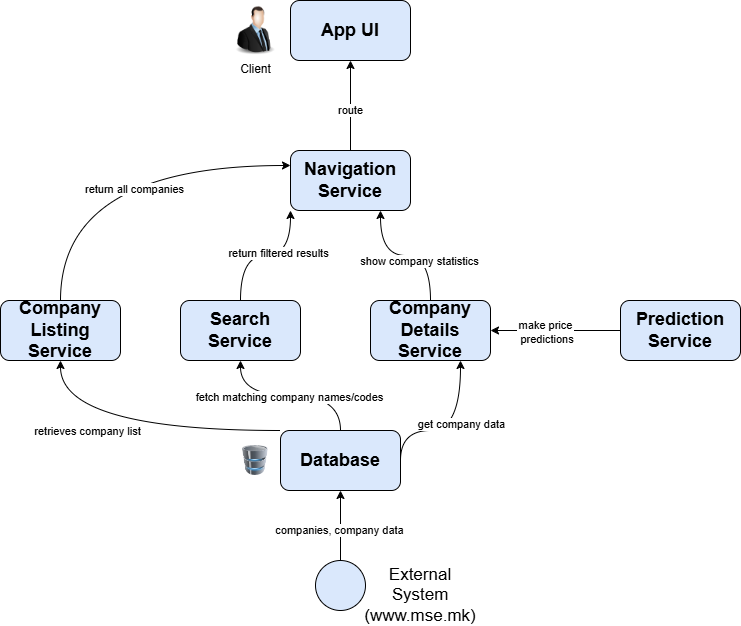 App UI
Client
route
Navigation
Service
return all companies
return filtered results
show company statistics
Company
Listing
Service
Search
Service
Company
Details
Service
make price
predictions
Prediction
Service
fetch matching company names/codes
retrieves company list
get company data
Database
companies, company data
External
System
(www.mse.mk)